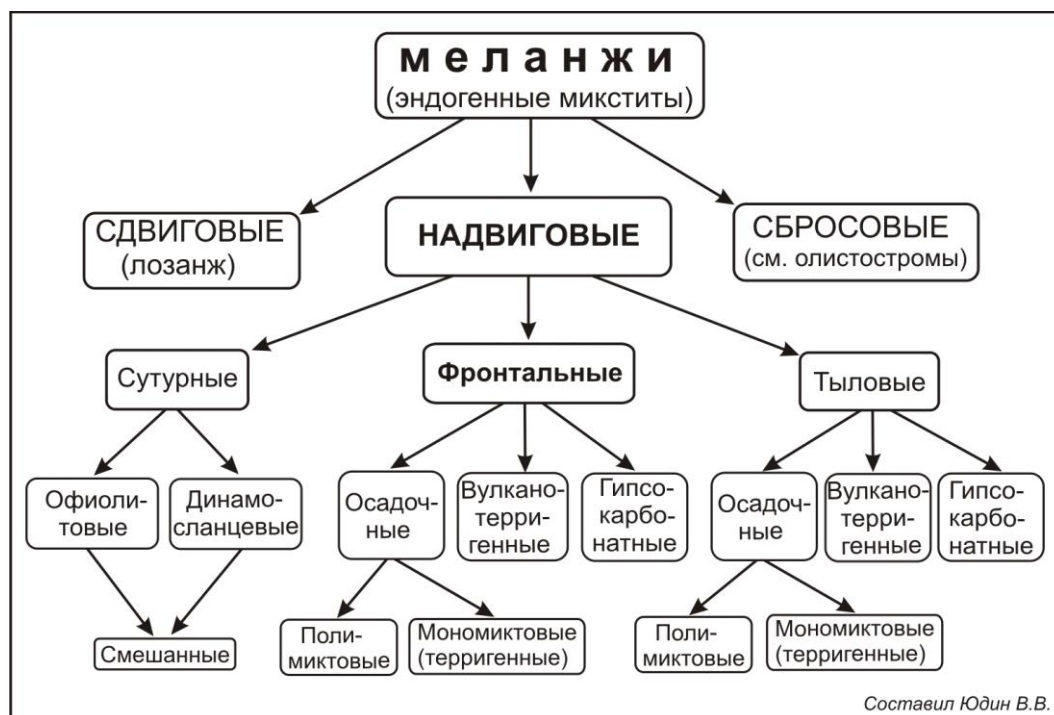 меланжи
(эндогенные микститы)
СДВИГОВЫЕ
(лозанж)
НАДВИГОВЫЕ
СБРОСОВЫЕ
(см. олистостромы)
Сутурные
Фронтальные
Тыловые
Офиоли-
товые
Динамо-
сланцевые
Осадоч-
ные
Вулкано-
терри-
генные
Гипсо-
карбо-
натные
Осадоч-
ные
Вулкано-
терри-
генные
Гипсо-
карбо-
натные
Смешанные
Поли-
миктовые
Мономиктовые
(терригенные)
Поли-
миктовые
Мономиктовые
(терригенные)
Составил Юдин В.В.